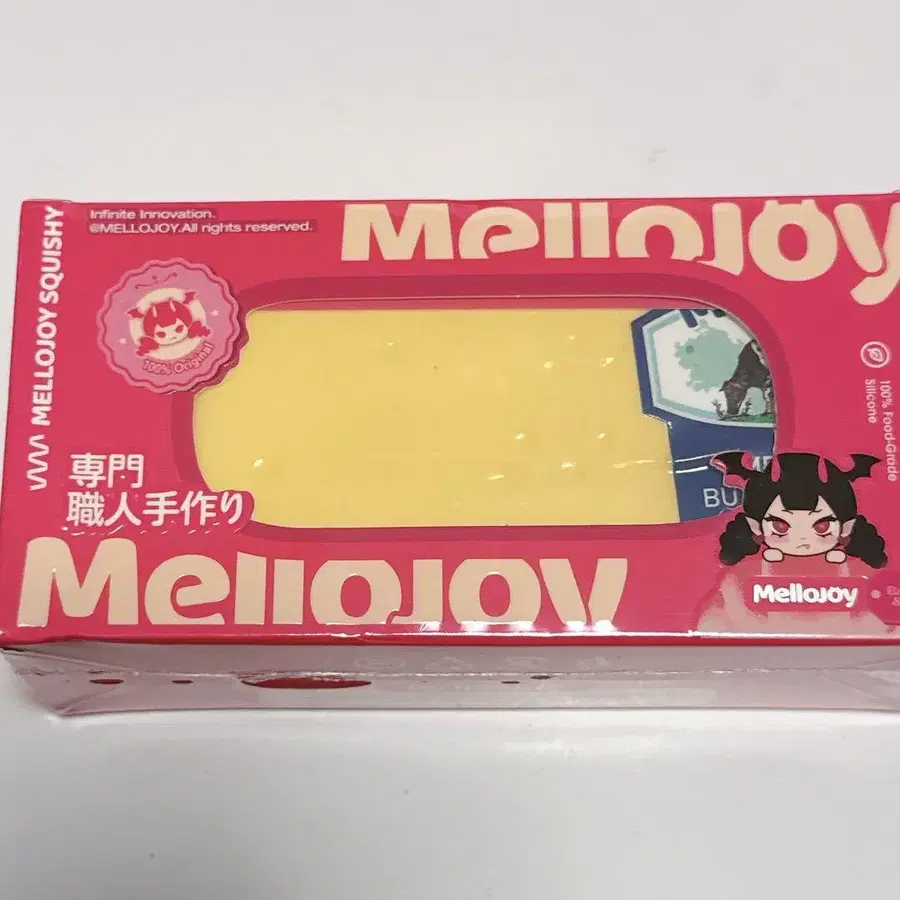 Infinite Innovation.
©MELLOJOY.All rights reserved.
Mellojoy
MELLOJOY SQUISHY
100% Original
100% Food-Grade
Silicone
専門
職人手作り
BU
Mellojoy
Mellojoy